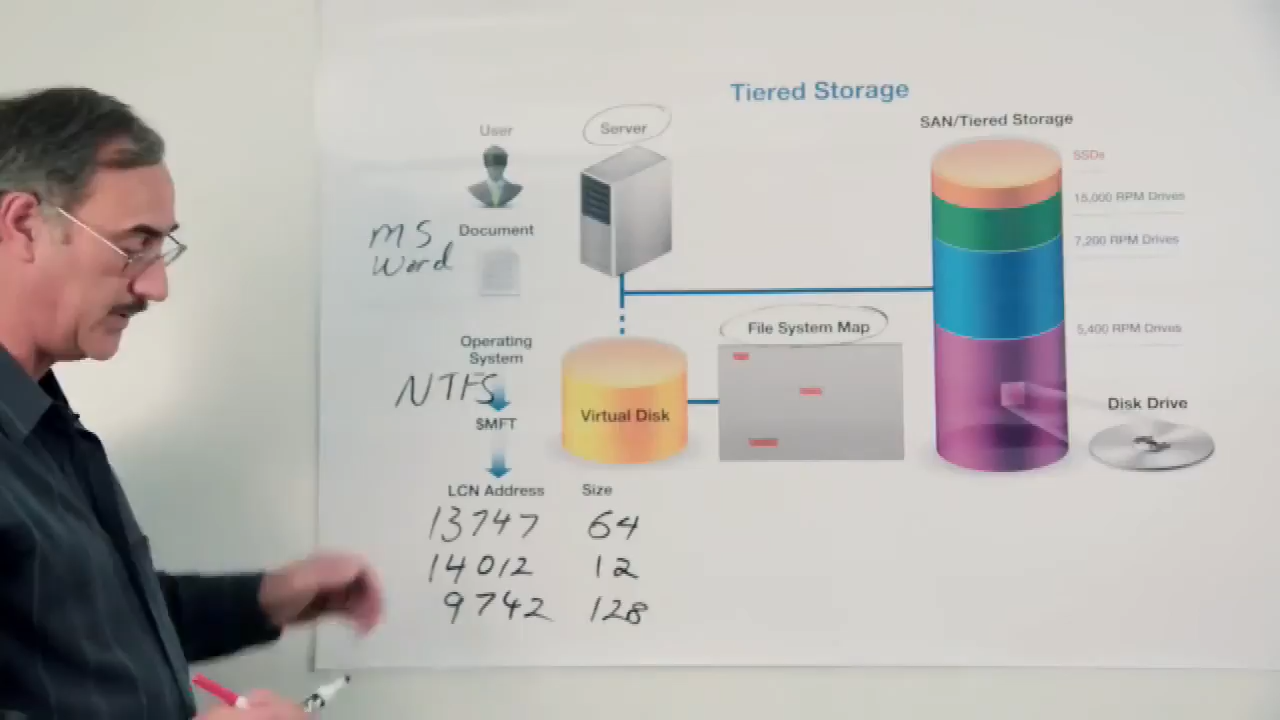 Tiered Storage
User
Server
SAN/Tiered Storage
SSDs
15,000 RPM Drives
7,200 RPM Drives
5,400 RPM Drives
MS
Word
Document
Operating
System
NTFS
$MFT
File System Map
Virtual Disk
Disk Drive
LCN Address Size
13747 64
14012 12
9742 128